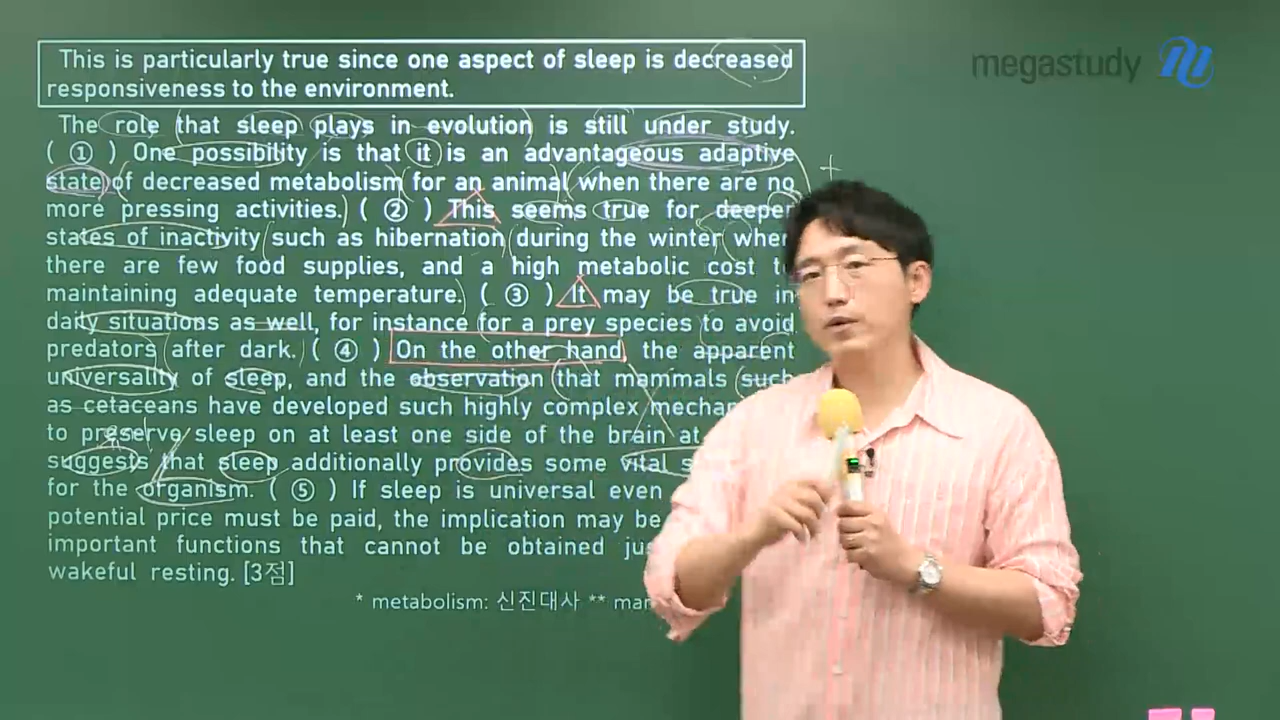 megastudy
This is particularly true since one aspect of sleep is decreased
responsiveness to the environment.
The role that sleep plays in evolution is still under study.
( ① ) One possibility is that it is an advantageous adaptive
state of decreased metabolism for an animal when there are no
more pressing activities. ( ② ) This seems true for deeper
states of inactivity such as hibernation during the winter when
there are few food supplies, and a high metabolic cost
maintaining adequate temperature. ( ③ ) It may be true in
daily situations as well, for instance for a prey species to avoid
predators after dark. ( ④ ) On the other hand, the apparent
universality of sleep, and the observation that mammals such
as cetaceans have developed such highly complex
to preserve sleep on at least one side of the brain at
suggests that sleep additionally provides some vital
for the organism. ( ⑤ ) If sleep is universal even
potential price must be paid, the implication may be
important functions that cannot be obtained
wakeful resting. [3점]
* metabolism: 신진대사 **